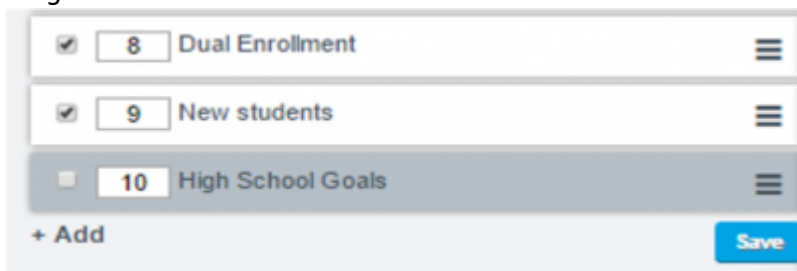 8 Dual Enrollment
9 New students
10 High School Goals
+ Add
Save